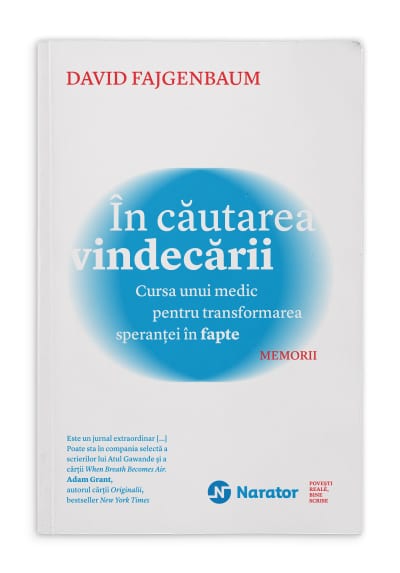 DAVID FAJGENBAUM
În căutarea
vindecării
Cursa unui medic
pentru transformarea
speranței în fapte
MEMORII
Este un jurnal extraordinar [...]
Poate sta în compania selectă a
scrierilor lui Atul Gawande și a
cărții When Breath Becomes Air.
Adam Grant,
autorul cărții Originalii,
bestseller New York Times
N Narator
POVEȘTI
REALE,
BINE
SCRISE